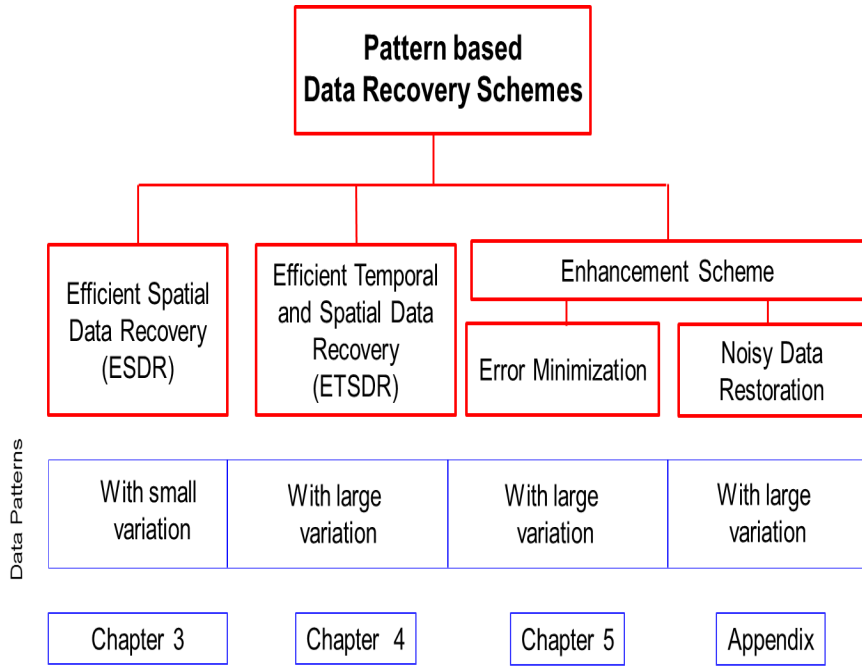 Pattern based
Data Recovery Schemes
Efficient Spatial
Data Recovery
(ESDR)
Efficient Temporal
and Spatial Data
Recovery
(ETSDR)
Enhancement Scheme
Error Minimization
Noisy Data
Restoration
Data Patterns
With small
variation
With large
variation
With large
variation
With large
variation
Chapter 3
Chapter 4
Chapter 5
Appendix